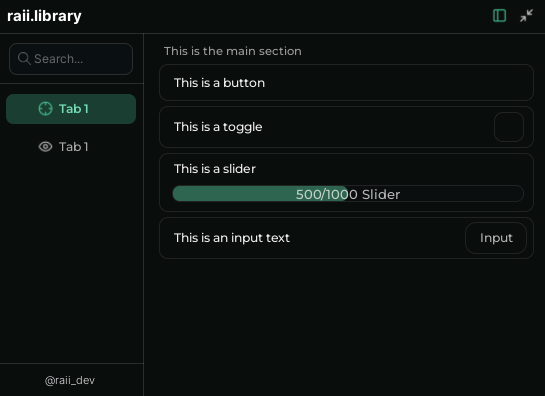 raii.library
Search...
Tab 1
Tab 1
@raii_dev
This is the main section
This is a button
This is a toggle
This is a slider
500/1000 Slider
This is an input text
Input